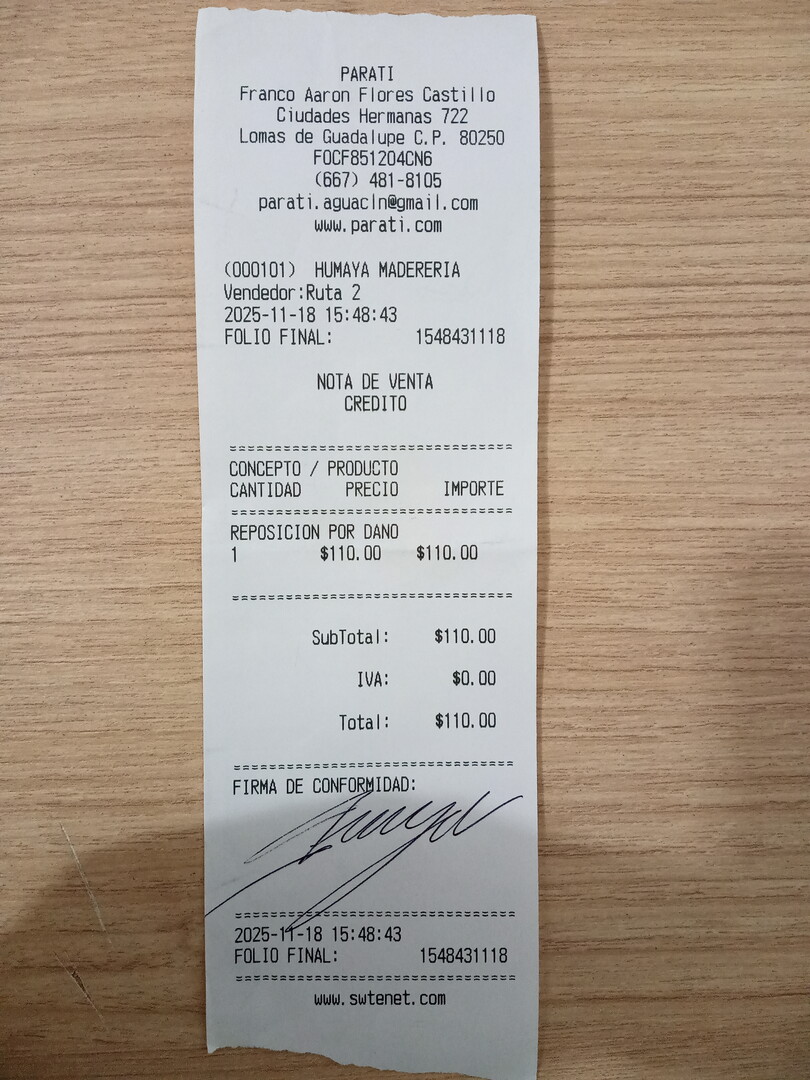 PARATI
Franco Aaron Flores Castillo
Ciudades Hermanas 722
Lomas de Guadalupe C.P. 80250
FOCF851204CN6
(667) 481-8105
parati.aguacln@gmail.com
www.parati.com
(000101) HUMAYA MADERERIA
Vendedor:Ruta 2
2025-11-18 15:48:43
FOLIO FINAL: 1548431118
NOTA DE VENTA
CREDITO
===============================
CONCEPTO / PRODUCTO
CANTIDAD PRECIO IMPORTE
===============================
REPOSICION POR DANO
1 $110.00 $110.00
===============================
SubTotal: $110.00
IVA: $0.00
Total: $110.00
===============================
FIRMA DE CONFORMIDAD:
===============================
2025-11-18 15:48:43
FOLIO FINAL: 1548431118
===============================
www.swtenet.com